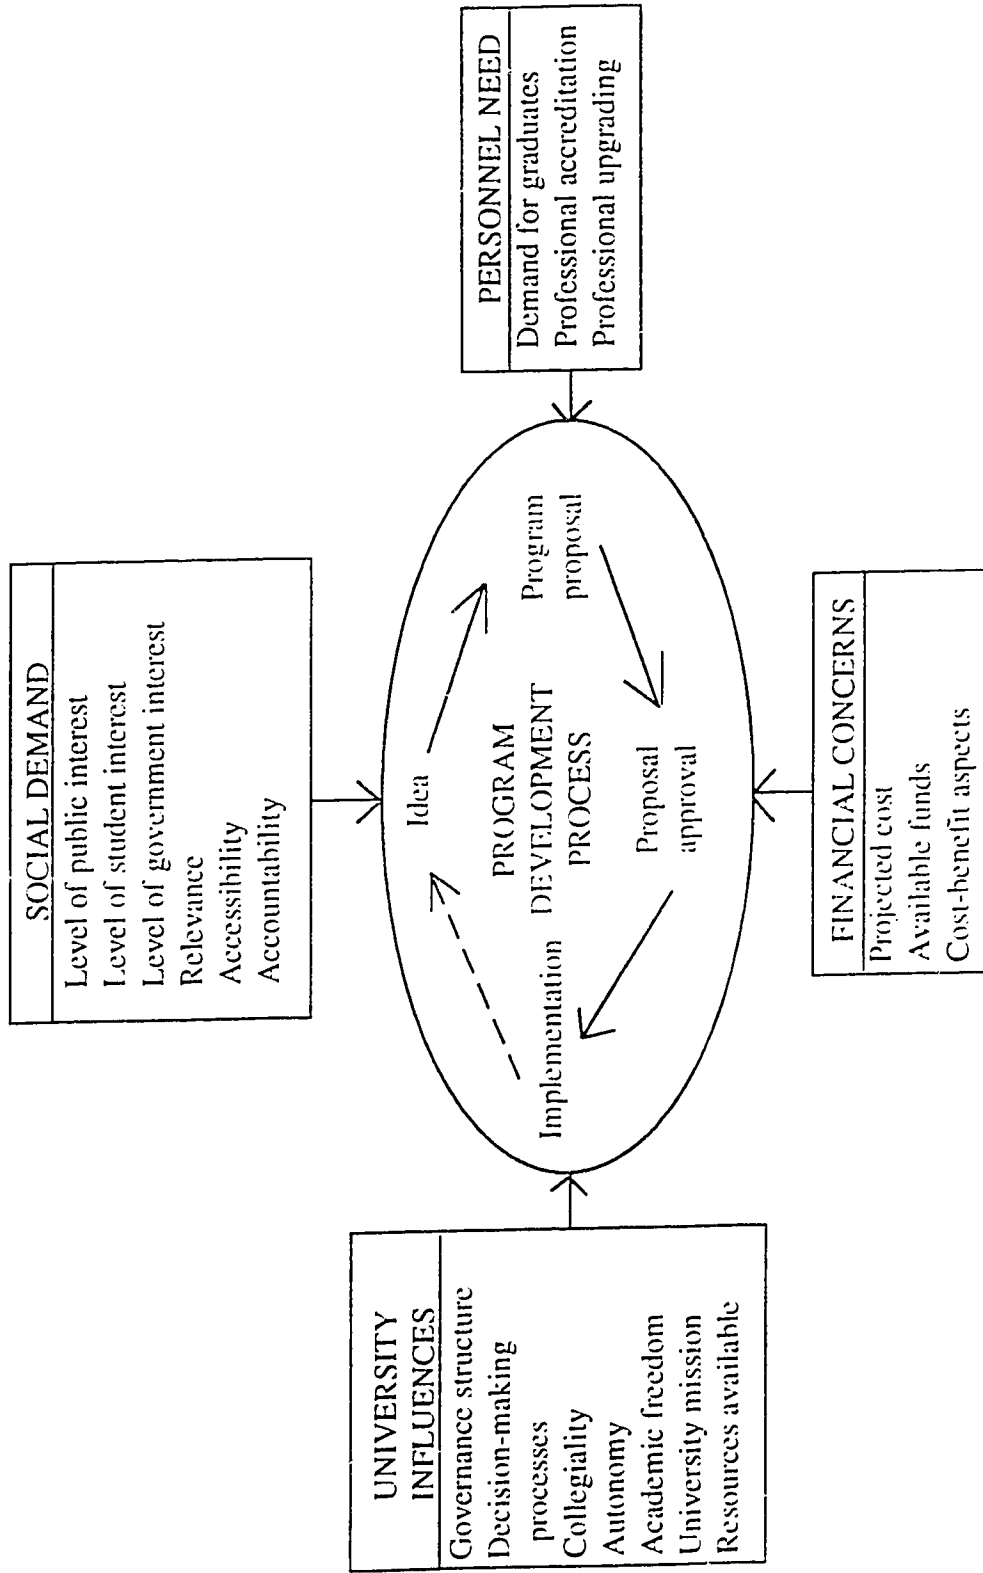 SOCIAL DEMAND
Level of public interest
Level of student interest
Level of government interest
Relevance
Accessibility
Accountability
UNIVERSITY
INFLUENCES
Governance structure
Decision-making
processes
Collegiality
Autonomy
Academic freedom
University mission
Resources available
Idea
Program
proposal
PROGRAM
DEVELOPMENT
PROCESS
Implementation
Proposal
approval
PERSONNEL NEED
Demand for graduates
Professional accreditation
Professional upgrading
FINANCIAL CONCERNS
Projected cost
Available funds
Cost-benefit aspects